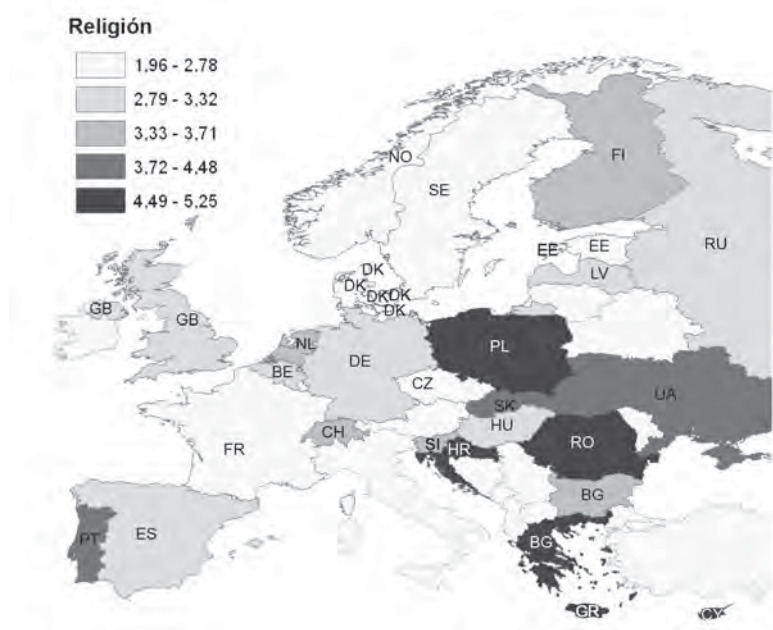 Religión
1,96 - 2,78
2,79 - 3,32
3,33 - 3,71
3,72 - 4,48
4,49 - 5,25
NO
SE
FI
RU
EE
EE
LV
DK
DK
DK
DK
DK
GB
GB
NL
BE
DE
PL
CZ
SK
UA
HU
FR
CH
SI
HR
RO
BG
PT
ES
BG
GR
CY